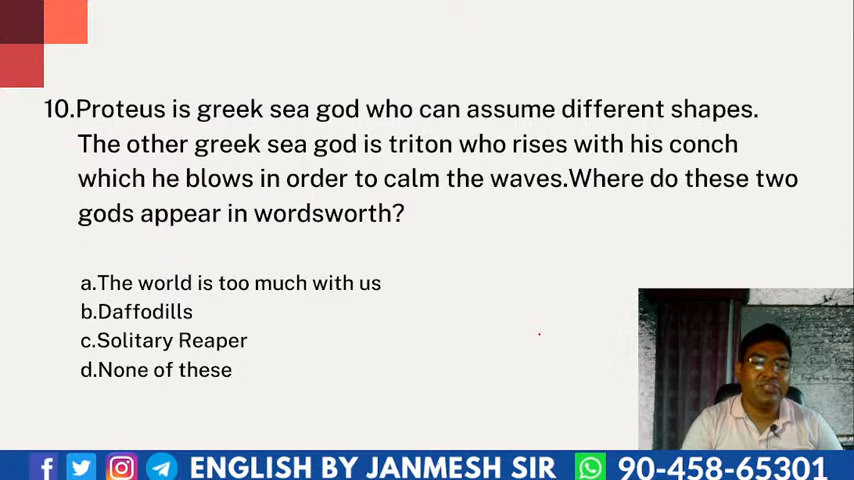 10.Proteus is greek sea god who can assume different shapes.
The other greek sea god is triton who rises with his conch
which he blows in order to calm the waves.Where do these two
gods appear in wordsworth?
a.The world is too much with us
b.Daffodills
c.Solitary Reaper
d.None of these
ENGLISH BY JANMESH SIR 90-458-65301